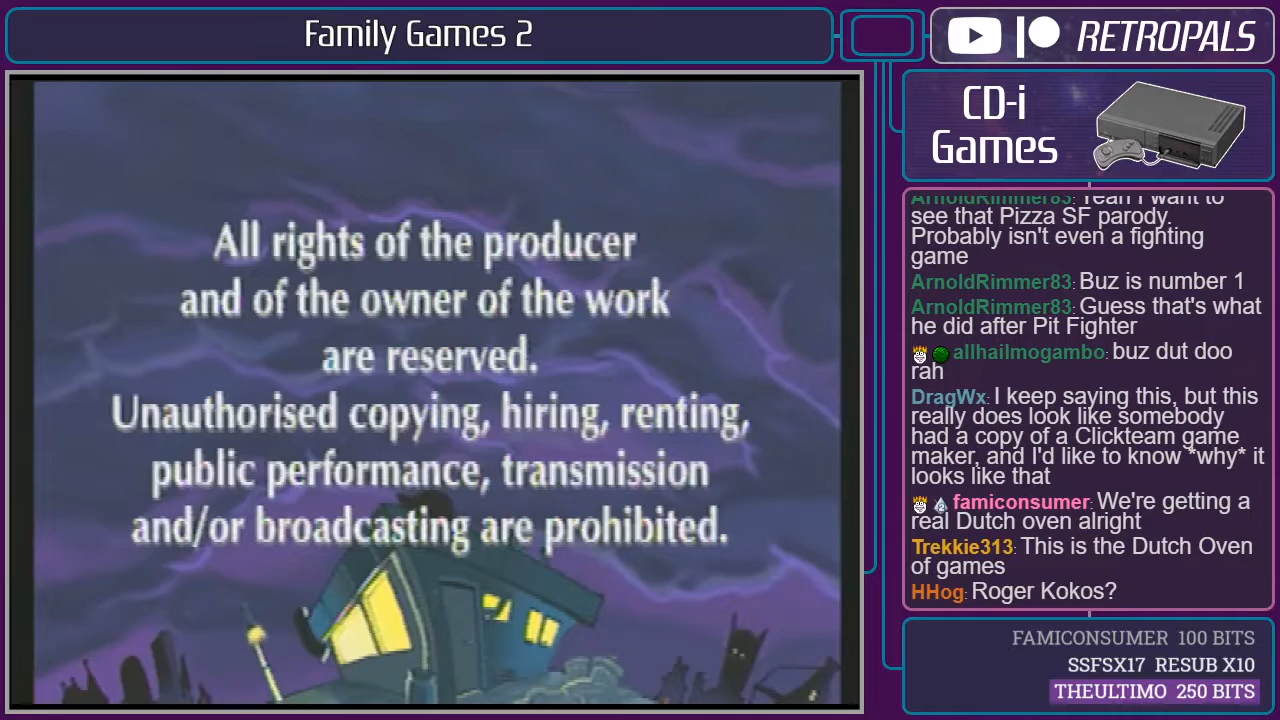 Family Games 2
RETROPALS
CD-i
Games
All rights of the producer
and of the owner of the work
are reserved.
Unauthorised copying, hiring, renting,
public performance, transmission
and/or broadcasting are prohibited.
ArnoldRimmer83: Yeah I want to
see that Pizza SF parody.
Probably isn't even a fighting
game
ArnoldRimmer83: Buz is number 1
ArnoldRimmer83: Guess that's what
he did after Pit Fighter
allhailmogambo: buz dut doo
rah
DragWx: I keep saying this, but this
really does look like somebody
had a copy of a Clickteam game
maker, and I'd like to know *why* it
looks like that
famiconsumer: We're getting a
real Dutch oven alright
Trekkie313: This is the Dutch Oven
of games
HHog: Roger Kokos?
FAMICONSUMER 100 BITS
SSFSX17 RESUB X10
THEULTIMO 250 BITS